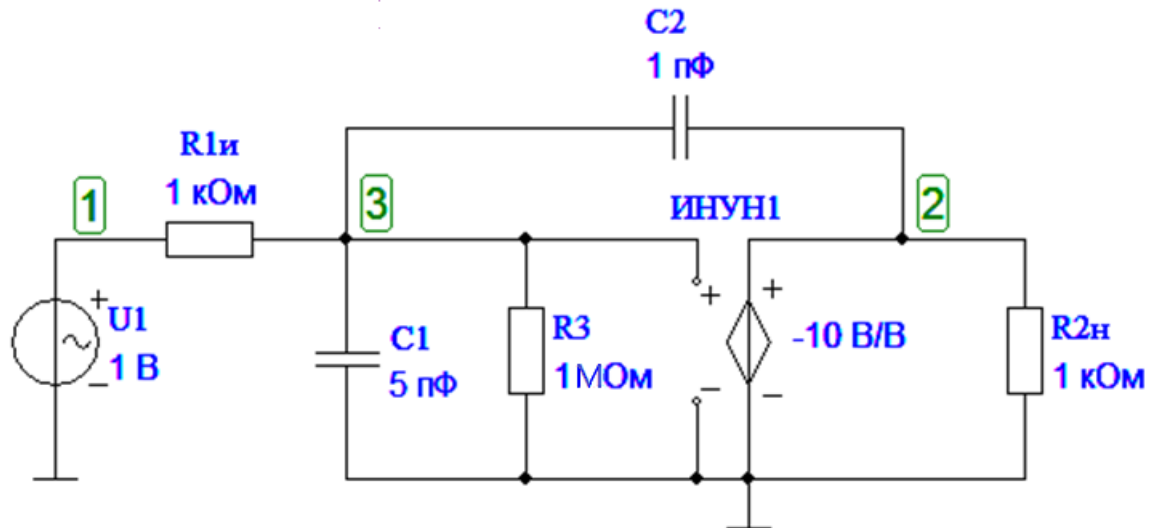 C2
1 пФ
R1и
1 кОм
1
3
ИНУН1
2
+
U1
1 В
−
C1
5 пФ
R3
1МОм
+
−
+
-10 В/В
−
R2н
1 кОм